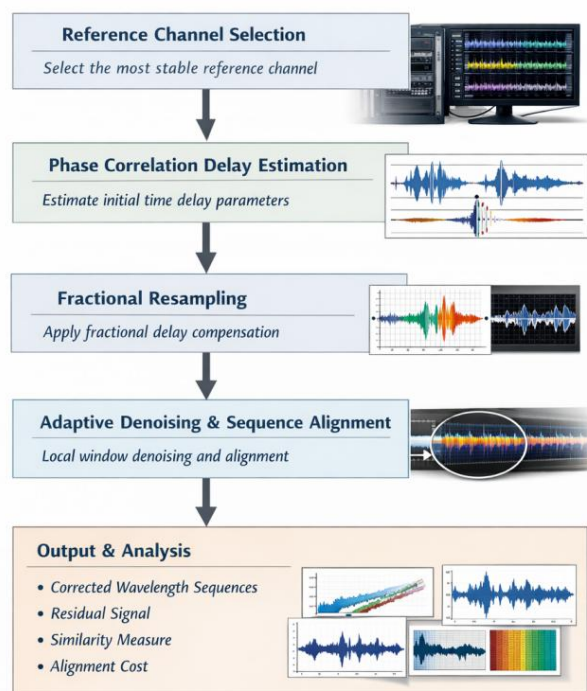 Reference Channel Selection
Select the most stable reference channel
Phase Correlation Delay Estimation
Estimate initial time delay parameters
Fractional Resampling
Apply fractional delay compensation
Adaptive Denoising & Sequence Alignment
Local window denoising and alignment
Output & Analysis
• Corrected Wavelength Sequences
• Residual Signal
• Similarity Measure
• Alignment Cost